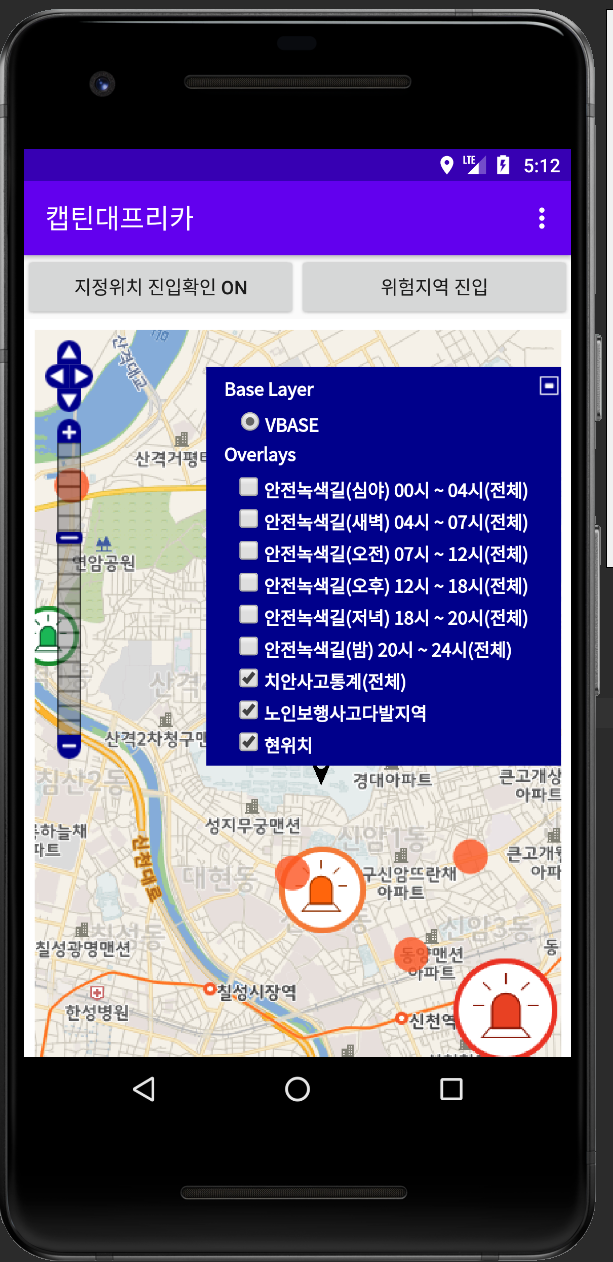 LTE 5:12
캡틴대프리카
지정위치 진입확인 ON
위험지역 진입
산격대교
Base Layer
VBASE
Overlays
안전녹색길(심야) 00시 ~ 04시(전체)
안전녹색길(새벽) 04시 ~ 07시(전체)
안전녹색길(오전) 07시 ~ 12시(전체)
안전녹색길(오후) 12시 ~ 18시(전체)
안전녹색길(저녁) 18시 ~ 20시(전체)
안전녹색길(밤) 20시 ~ 24시(전체)
치안사고통계(전체)
노인보행사고다발지역
현위치
산격거평
연암공원
산격
산격2차청구맨
침산2동
경대아파트
큰고개
아파트
성지무궁맨션
신암1동
하늘채
신천대로
대현동
구신암뜨란채
아파트
큰고개
칠성동
칠성광명맨션
신암3동
동양맨션
아파트
동
칠성시장역
한성병원
신천역